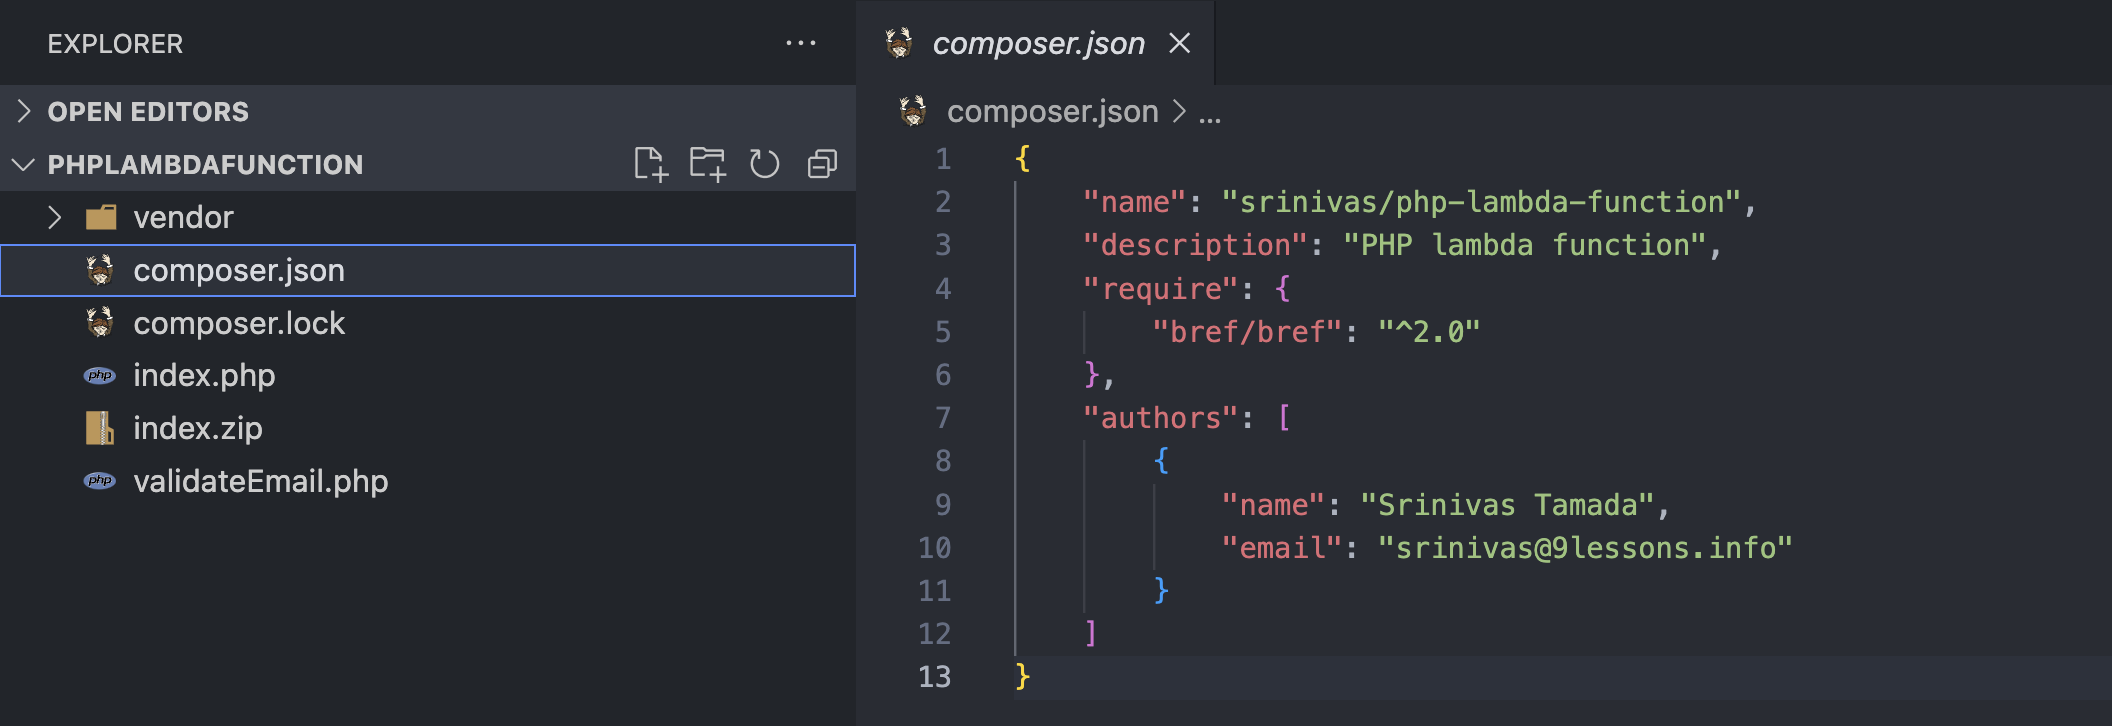 EXPLORER
OPEN EDITORS
PHPLAMBDAFUNCTION
vendor
composer.json
composer.lock
php index.php
index.zip
php validateEmail.php
composer.json
composer.json > ...
1 {
2     "name": "srinivas/php-lambda-function",
3     "description": "PHP lambda function",
4     "require": {
5         "bref/bref": "^2.0"
6     },
7     "authors": [
8         {
9             "name": "Srinivas Tamada",
10             "email": "srinivas@9lessons.info"
11         }
12     ]
13 }